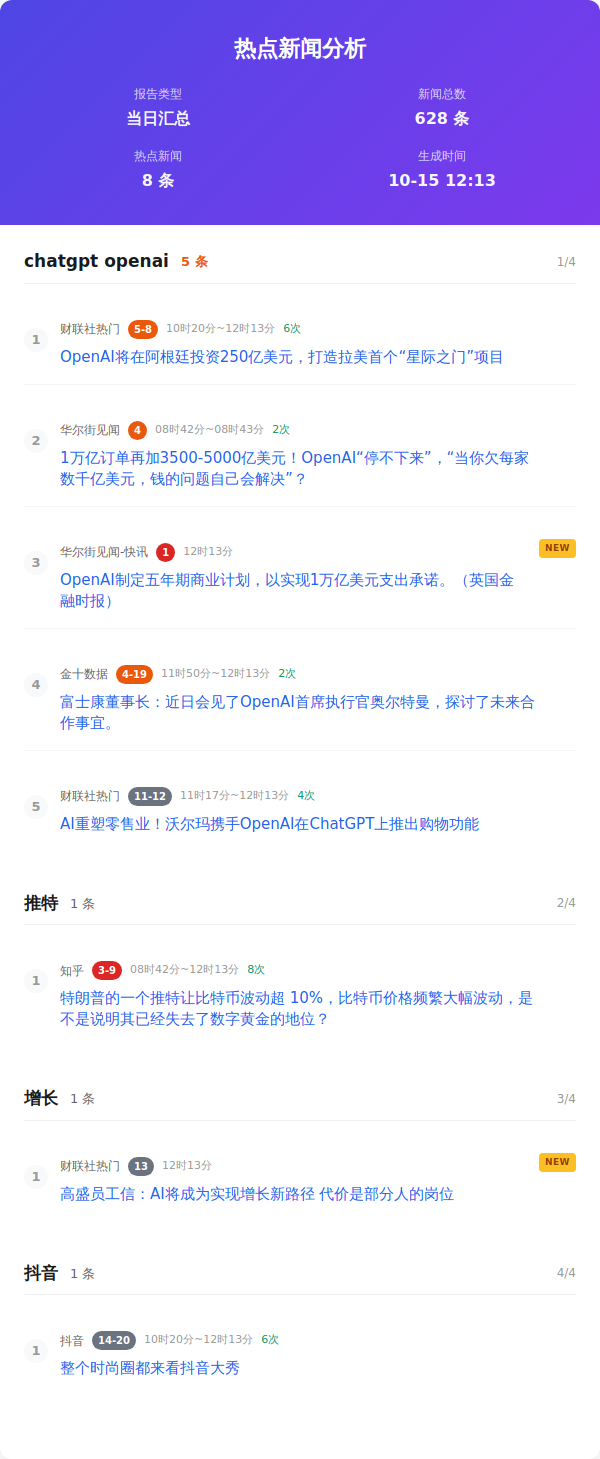 热点新闻分析
报告类型
新闻总数
当日汇总
628 条
热点新闻
生成时间
8 条
10-15 12:13
chatgpt openai 5 条 1/4
1 财联社热门 5-8 10时20分~12时13分 6次
OpenAI将在阿根廷投资250亿美元，打造拉美首个“星际之门”项目
2 华尔街见闻 4 08时42分~08时43分 2次
1万亿订单再加3500-5000亿美元！OpenAI“停不下来”，“当你欠每家
数千亿美元，钱的问题自己会解决”？
3 华尔街见闻-快讯 1 12时13分 NEW
OpenAI制定五年期商业计划，以实现1万亿美元支出承诺。（英国金
融时报）
4 金十数据 4-19 11时50分~12时13分 2次
富士康董事长：近日会见了OpenAI首席执行官奥尔特曼，探讨了未来合
作事宜。
5 财联社热门 11-12 11时17分~12时13分 4次
AI重塑零售业！沃尔玛携手OpenAI在ChatGPT上推出购物功能
推特 1 条 2/4
1 知乎 3-9 08时42分~12时13分 8次
特朗普的一个推特让比特币波动超 10%，比特币价格频繁大幅波动，是
不是说明其已经失去了数字黄金的地位？
增长 1 条 3/4
1 财联社热门 13 12时13分 NEW
高盛员工信：AI将成为实现增长新路径 代价是部分人的岗位
抖音 1 条 4/4
1 抖音 14-20 10时20分~12时13分 6次
整个时尚圈都来看抖音大秀